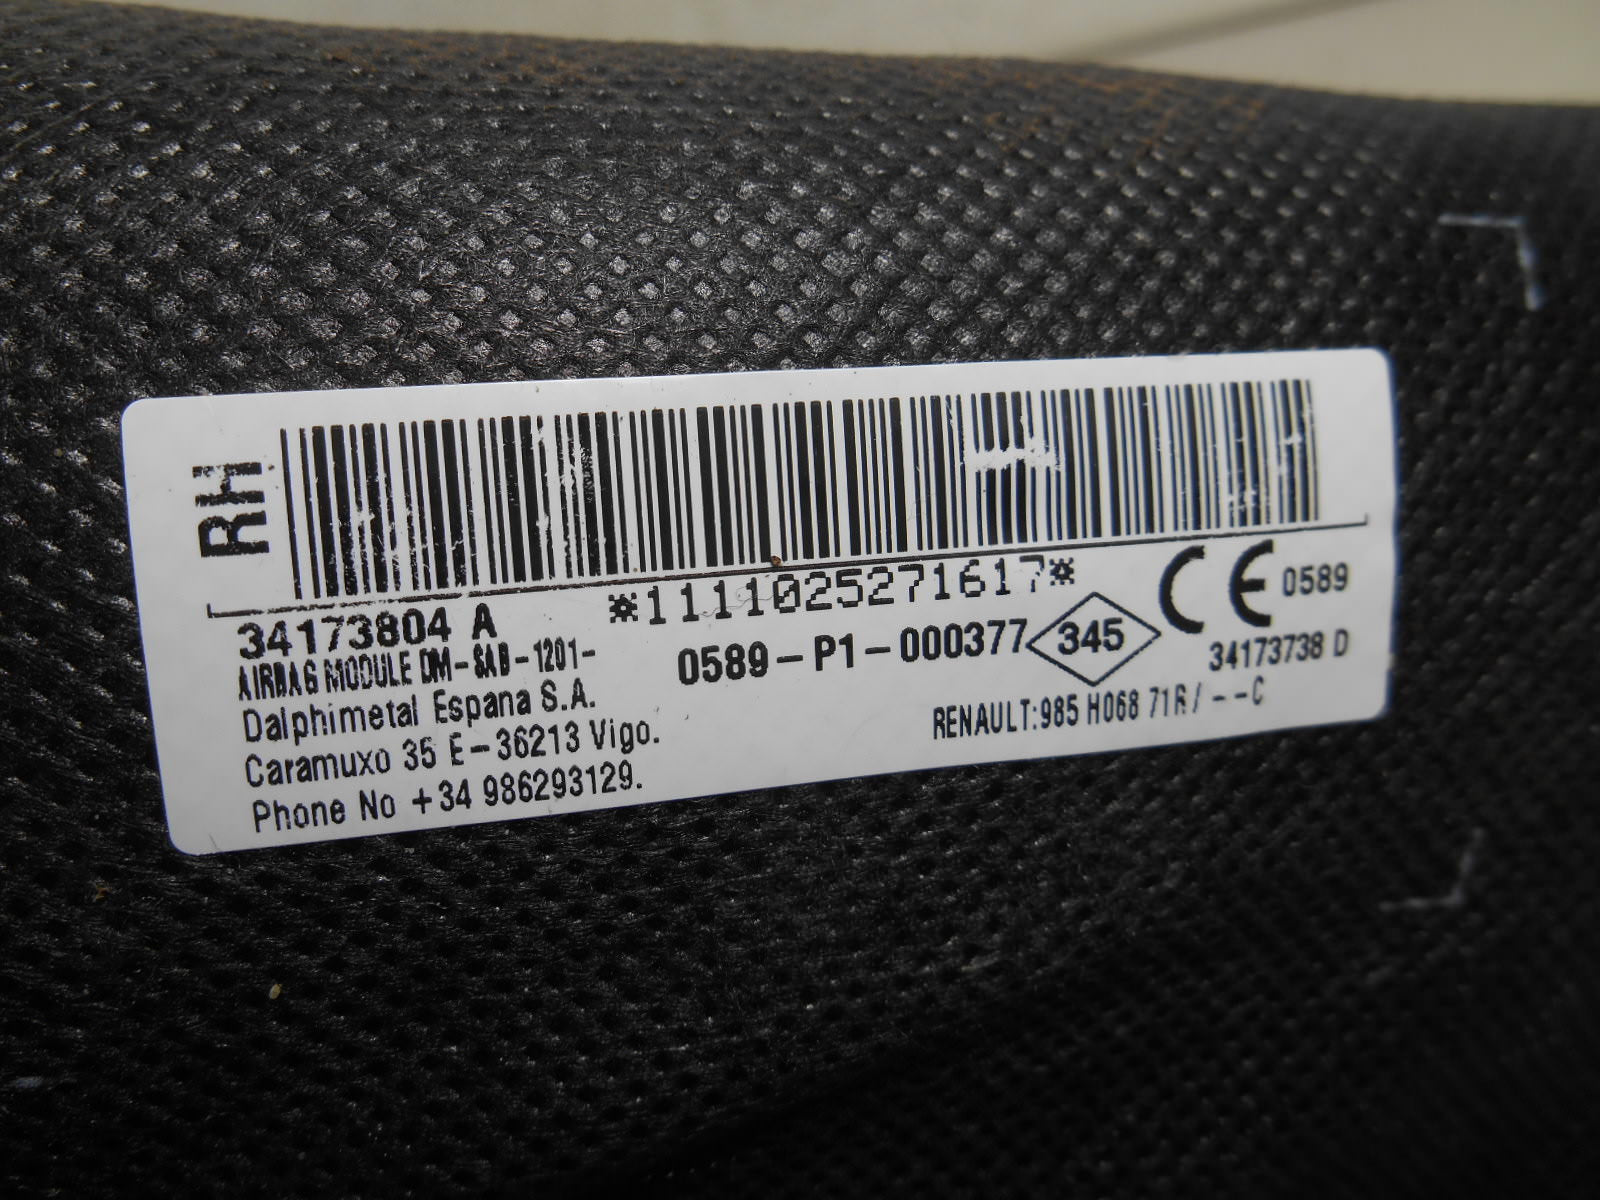 RH
*1111025271617*
34173804 A
AIRBAG MODULE DM-SAB-1201-
Dalphimetal Espana S.A.
Caramuxo 35 E-36213 Vigo.
Phone No +34 986293129.
0589-P1-000377
345
CE 0589
34173738 D
RENAULT:985 H068 71R/--C